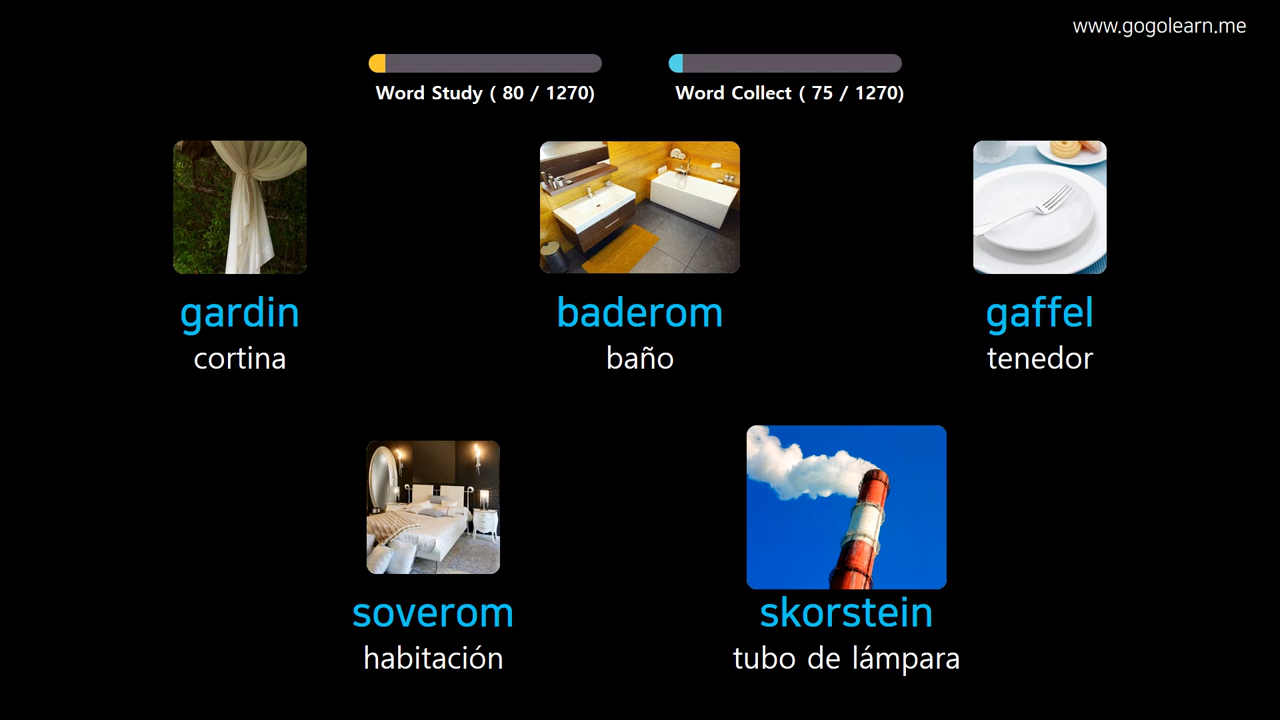 www.gogolearn.me
Word Study ( 80 / 1270)
Word Collect ( 75 / 1270)
gardin
cortina
baderom
baño
gaffel
tenedor
soverom
habitación
skorstein
tubo de lámpara